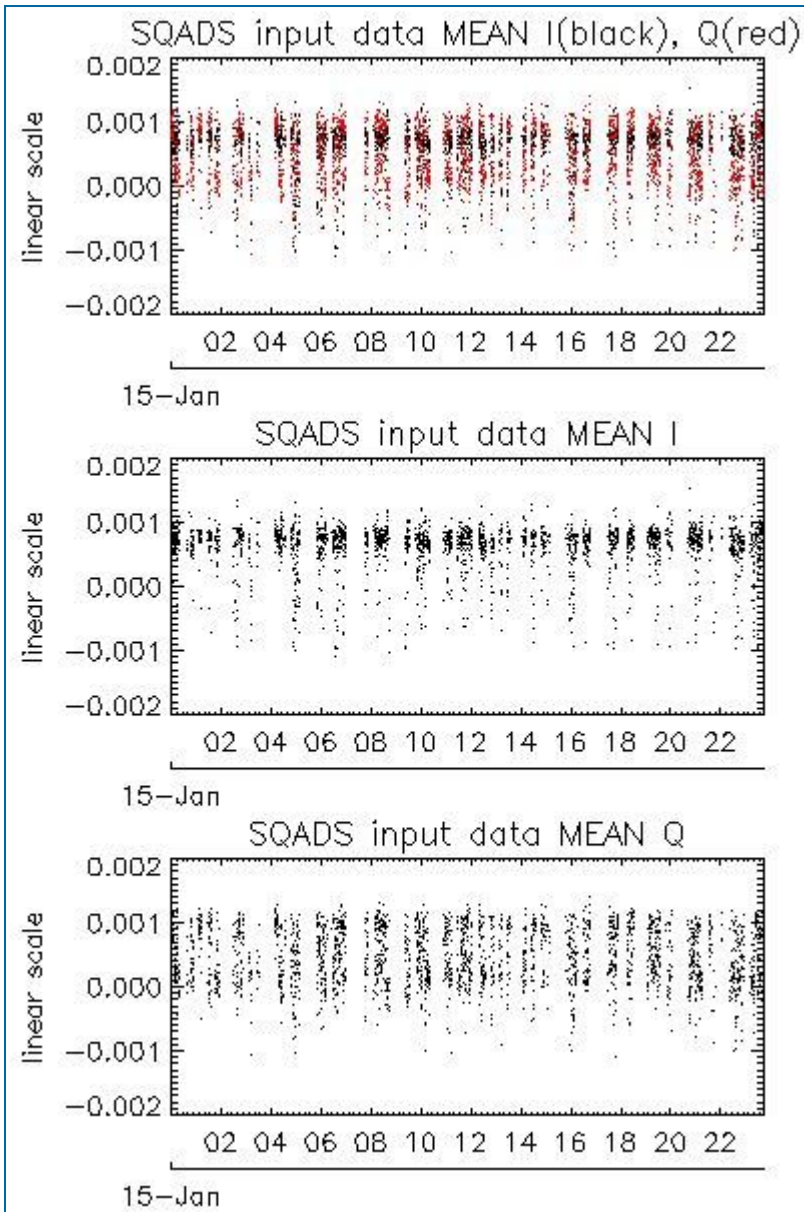 SQADS input data MEAN I(black), Q(red)
linear scale
0.002
0.001
0.000
-0.001
-0.002
02 04 06 08 10 12 14 16 18 20 22
15-Jan
SQADS input data MEAN I
linear scale
0.002
0.001
0.000
-0.001
-0.002
02 04 06 08 10 12 14 16 18 20 22
15-Jan
SQADS input data MEAN Q
linear scale
0.002
0.001
0.000
-0.001
-0.002
02 04 06 08 10 12 14 16 18 20 22
15-Jan